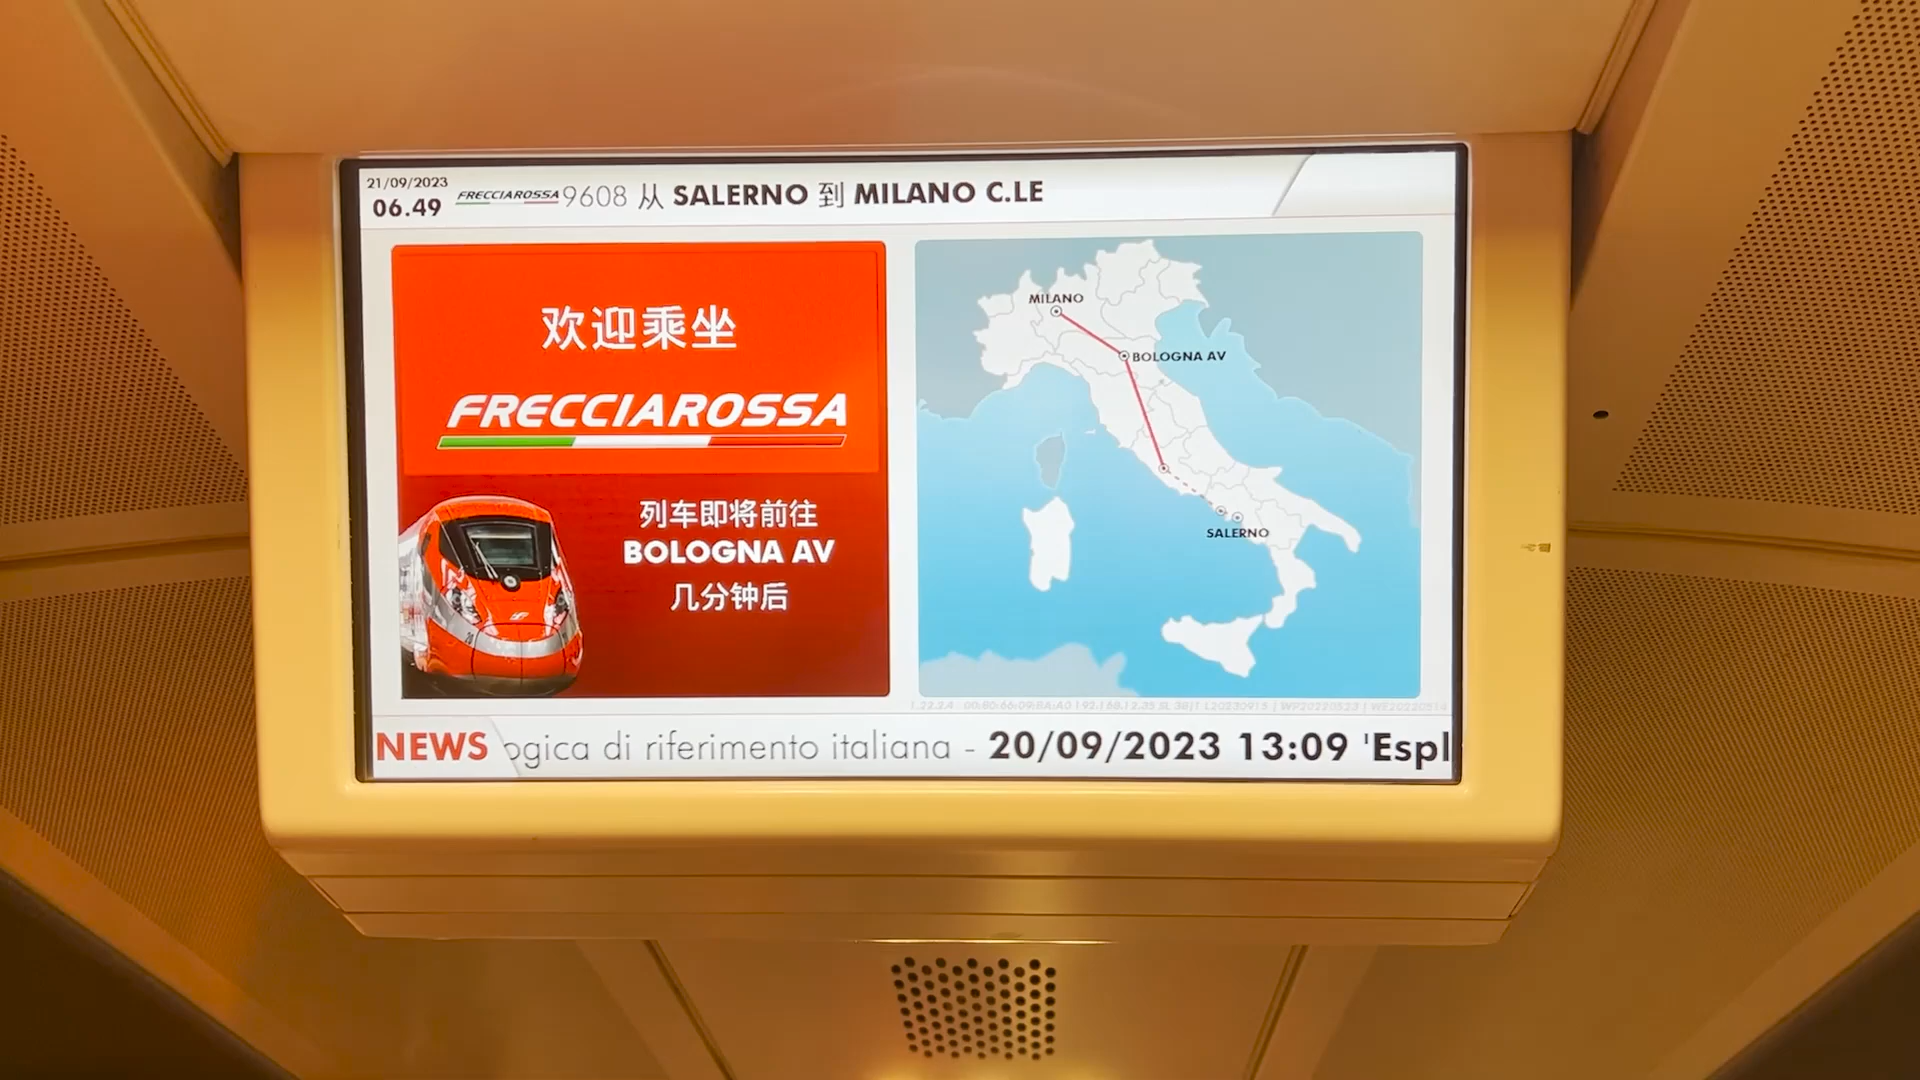 21/09/2023
06.49
FRECCIAROSSA 9608 从 SALERNO 到 MILANO C.LE
欢迎乘坐
FRECCIAROSSA
列车即将前往
BOLOGNA AV
几分钟后
MILANO
BOLOGNA AV
SALERNO
NEWS ogica di riferimento italiana - 20/09/2023 13:09 'Espl